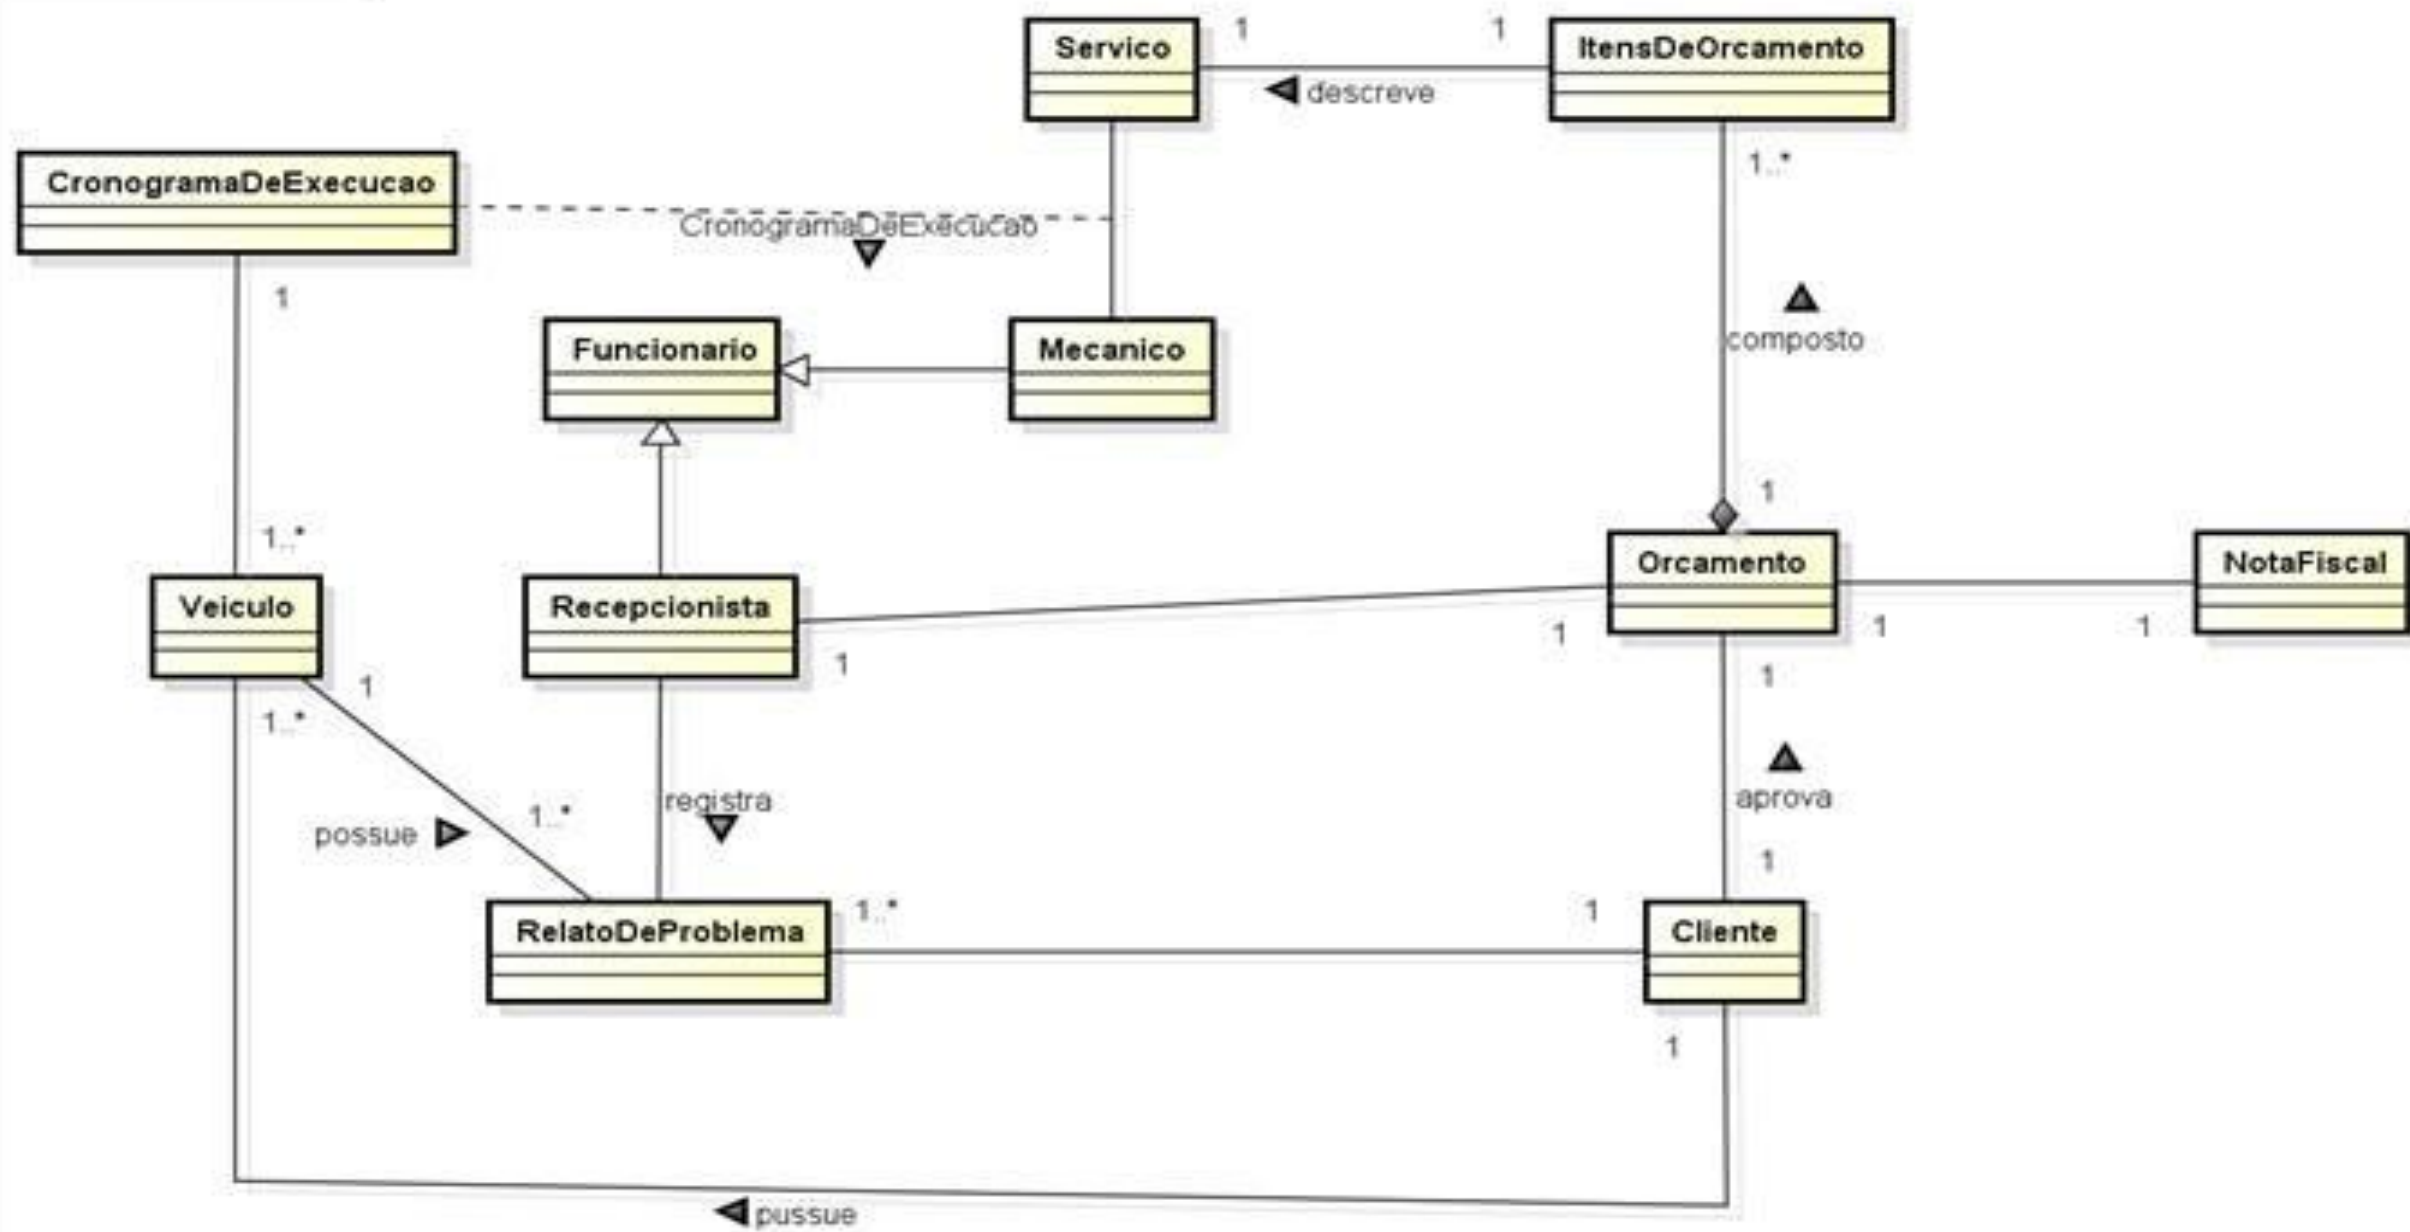 Servico
1
1
ItensDeOrcamento
descreve
1..*
CronogramaDeExecucao
CronogramaDeExecucao
1
Funcionario
Mecanico
composto
1
1..*
Veiculo
Recepcionista
Orcamento
NotaFiscal
1
1
1
1
1
1
1..*
possue
1..*
registra
aprova
1
RelatoDeProblema
1..*
1
Cliente
1
pussue